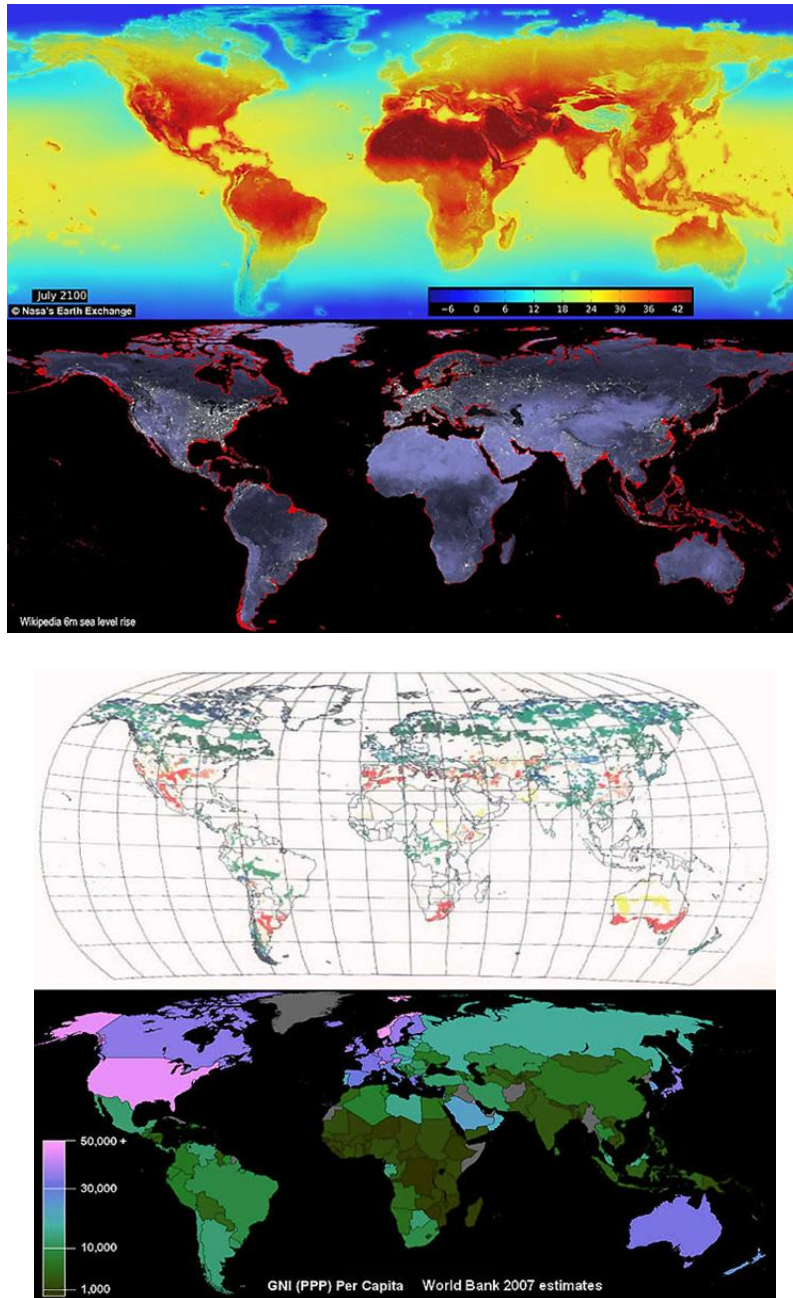 July 2100
© Nasa's Earth Exchange
−6 0 6 12 18 24 30 36 42
Wikipedia 6m sea level rise
50,000 +
30,000
10,000
1,000
GNI (PPP) Per Capita World Bank 2007 estimates